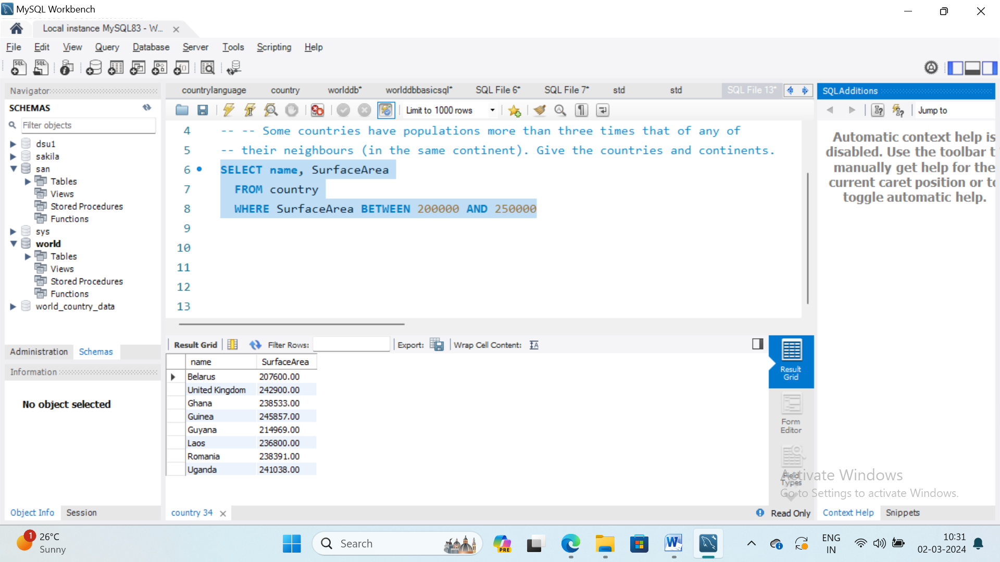 MySQL Workbench
Local instance MySQL83 - W...
File Edit View Query Database Server Tools Scripting Help
Navigator
SCHEMAS
Filter objects
dsu1
sakila
san
Tables
Views
Stored Procedures
Functions
sys
world
Tables
Views
Stored Procedures
Functions
world_country_data
Administration Schemas
Information
No object selected
Object Info Session
countrylanguage country worlddb* worlddbbasicsql* SQL File 6* SQL File 7* std std SQL File 13*
Limit to 1000 rows
4 -- -- Some countries have populations more than three times that of any of
5 -- their neighbours (in the same continent). Give the countries and continents.
6 SELECT name, SurfaceArea
7 FROM country
8 WHERE SurfaceArea BETWEEN 200000 AND 250000
9
10
11
12
13
Result Grid Filter Rows: Export: Wrap Cell Content:
name SurfaceArea
Belarus 207600.00
United Kingdom 242900.00
Ghana 238533.00
Guinea 245857.00
Guyana 214969.00
Laos 236800.00
Romania 238391.00
Uganda 241038.00
Result
Grid
Form
Editor
Field
Types
country 34
Read Only
SQLAdditions
Jump to
Automatic context help is
disabled. Use the toolbar t
manually get help for the
current caret position or to
toggle automatic help.
Activate Windows
Go to Settings to activate Windows.
Context Help Snippets
1
26°C
Sunny
Search
PRE
ENG
IN
10:31
02-03-2024